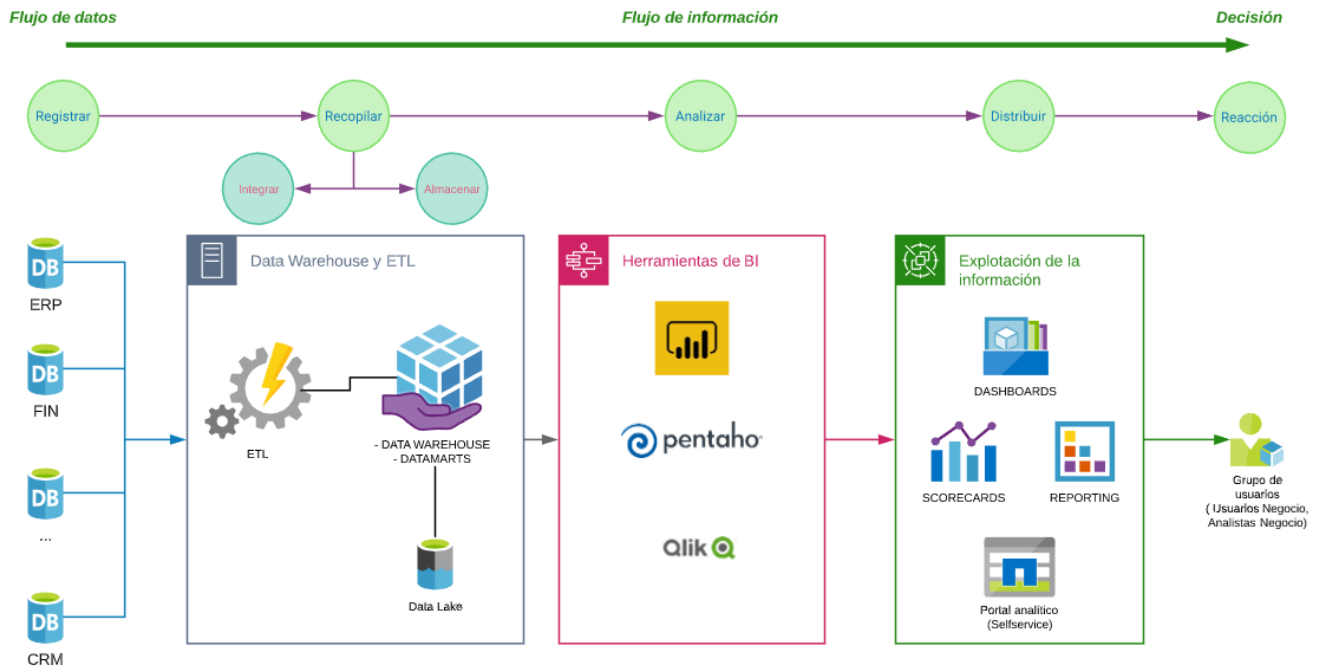 Flujo de datos
Flujo de información
Decisión
Registrar
Recopilar
Analizar
Distribuir
Reacción
Integrar
Almacenar
DB
ERP
DB
FIN
DB
...
DB
CRM
Data Warehouse y ETL
ETL
- DATA WAREHOUSE
- DATAMARTS
Data Lake
Herramientas de BI
pentaho
Qlik
Explotación de la
información
DASHBOARDS
SCORECARDS
REPORTING
Portal analítico
(Selfservice)
Grupo de
usuarios
( Usuarios Negocio,
Analistas Negocio)